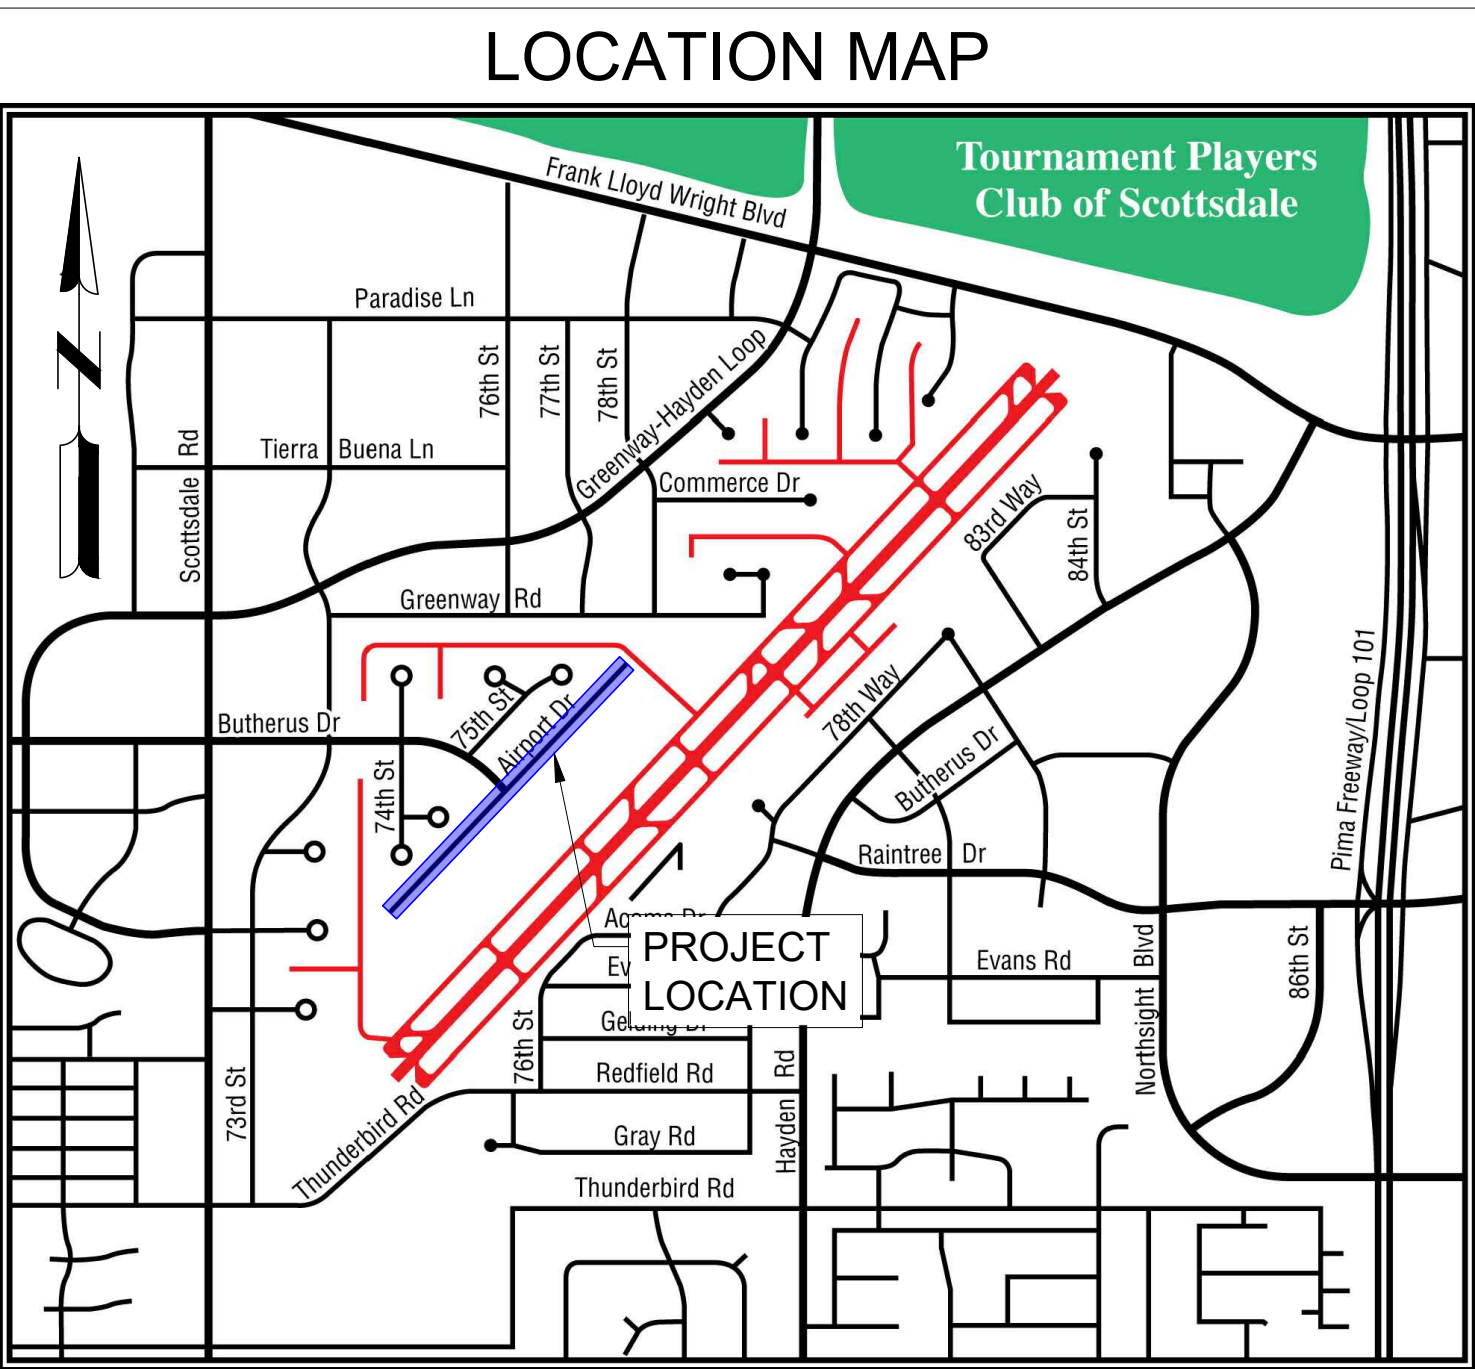 LOCATION MAP
Tournament Players
Club of Scottsdale
Frank Lloyd Wright Blvd
Paradise Ln
76th St
77th St
78th St
Greenway-Hayden Loop
Scottsdale Rd
Tierra Buena Ln
Commerce Dr
83rd Way
84th St
Greenway Rd
Pima Freeway/Loop 101
Butherus Dr
75th St
Airport Dr
78th Way
74th St
Butherus Dr
Raintree Dr
PROJECT
LOCATION
Evans Rd
Northsight Blvd
86th St
76th St
Redfield Rd
73rd St
Thunderbird Rd
Gray Rd
Hayden Rd
Thunderbird Rd